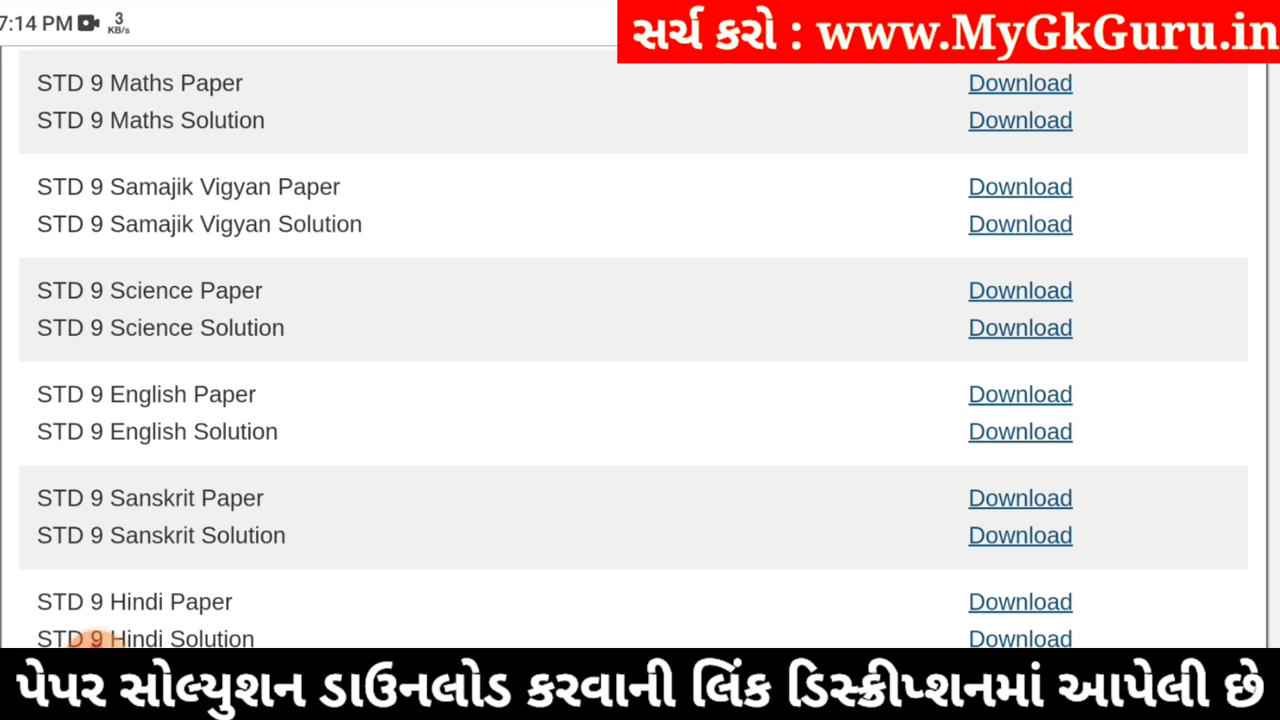 7:14 PM 3 KB/s
સર્ચ કરો : www.MyGkGuru.in
STD 9 Maths Paper Download
STD 9 Maths Solution Download
STD 9 Samajik Vigyan Paper Download
STD 9 Samajik Vigyan Solution Download
STD 9 Science Paper Download
STD 9 Science Solution Download
STD 9 English Paper Download
STD 9 English Solution Download
STD 9 Sanskrit Paper Download
STD 9 Sanskrit Solution Download
STD 9 Hindi Paper Download
STD 9 Hindi Solution Download
પેપર સોલ્યુશન ડાઉનલોડ કરવાની લિંક ડિસ્ક્રીપ્શનમાં આપેલી છે